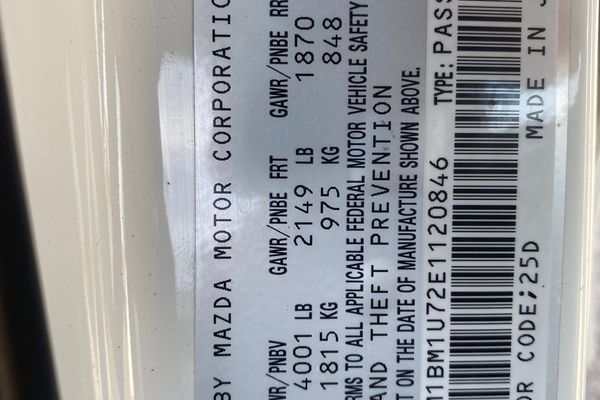 BY MAZDA MOTOR CORPORATIO
WR/PNBV GAWR/PNBE FRT GAWR/PNBE RR
4001 LB 2149 LB 1870
1815 KG 975 KG 848
RMS TO ALL APPLICABLE FEDERAL MOTOR VEHICLE SAFETY
AND THEFT PREVENTION
T ON THE DATE OF MANUFACTURE SHOWN ABOVE.
1BM1U72E1120846 TYPE: PASS
OR CODE;25D MADE IN J